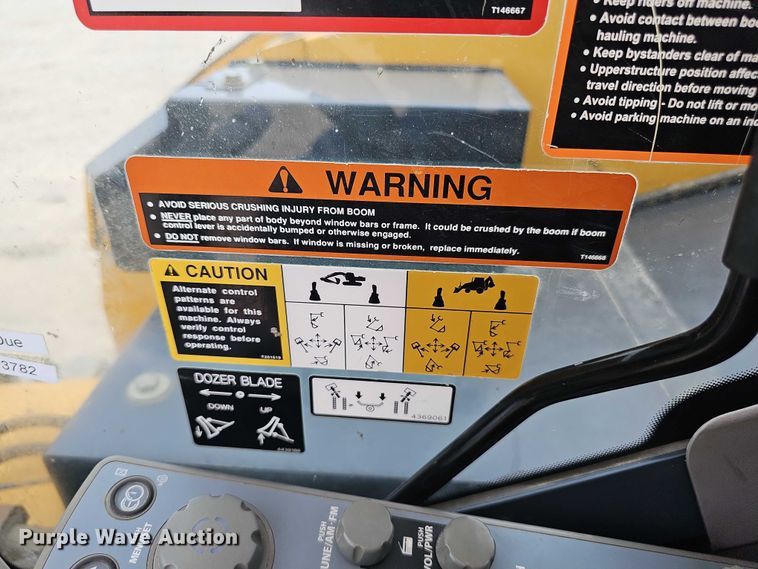 T146667
• Keep riders off machine.
• Avoid contact between
hauling machine.
• Keep bystanders clear of
• Upperstructure position
travel direction before moving
• Avoid tipping - Do not lift or
• Avoid parking machine on an
WARNING
• AVOID SERIOUS CRUSHING INJURY FROM BOOM
• NEVER place any part of body beyond window bars or frame. It could be crushed by the boom if boom
control lever is accidentally bumped or otherwise engaged.
• DO NOT remove window bars. If window is missing or broken, replace immediately.
T146668
CAUTION
Alternate control
patterns are
available for this
machine. Always
verify control
response before
operating.
Due
3782
DOZER BLADE
DOWN UP
4369061
PUSH
TUNE/AM·FM
PUSH
VOL/PWR
Purple Wave Auction